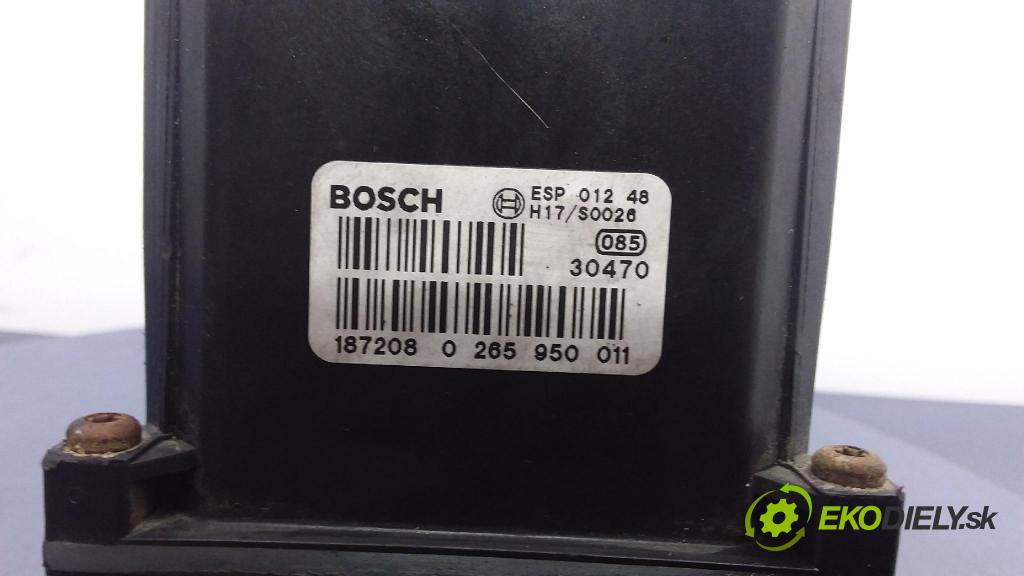 BOSCH
ESP 012 48
H17/S0026
085
30470
187208 0 265 950 011
EKODIELY.sk